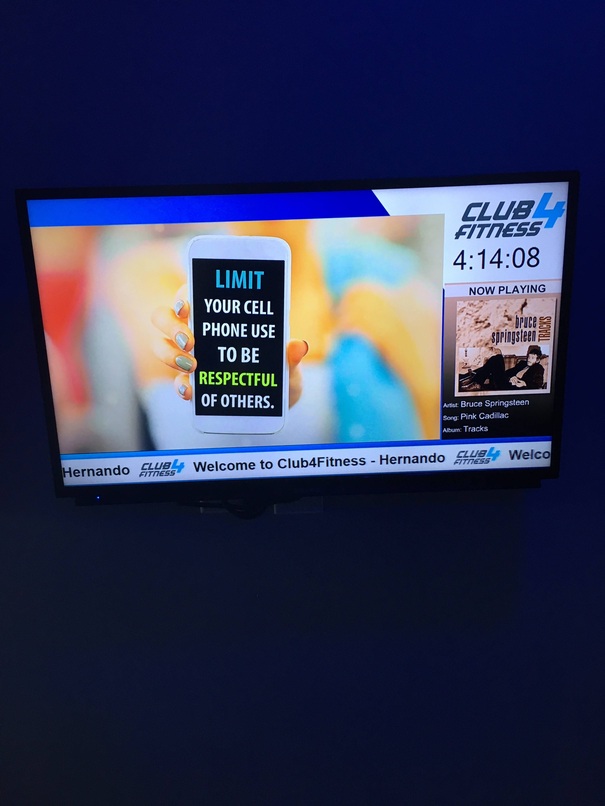 CLUB4
FITNESS
4:14:08
NOW PLAYING
LIMIT
YOUR CELL
PHONE USE
TO BE
RESPECTFUL
OF OTHERS.
bruce
springsteen
TRACKS
Artist: Bruce Springsteen
Song: Pink Cadillac
Album: Tracks
Hernando CLUB4 FITNESS Welcome to Club4Fitness - Hernando CLUB4 FITNESS Welco